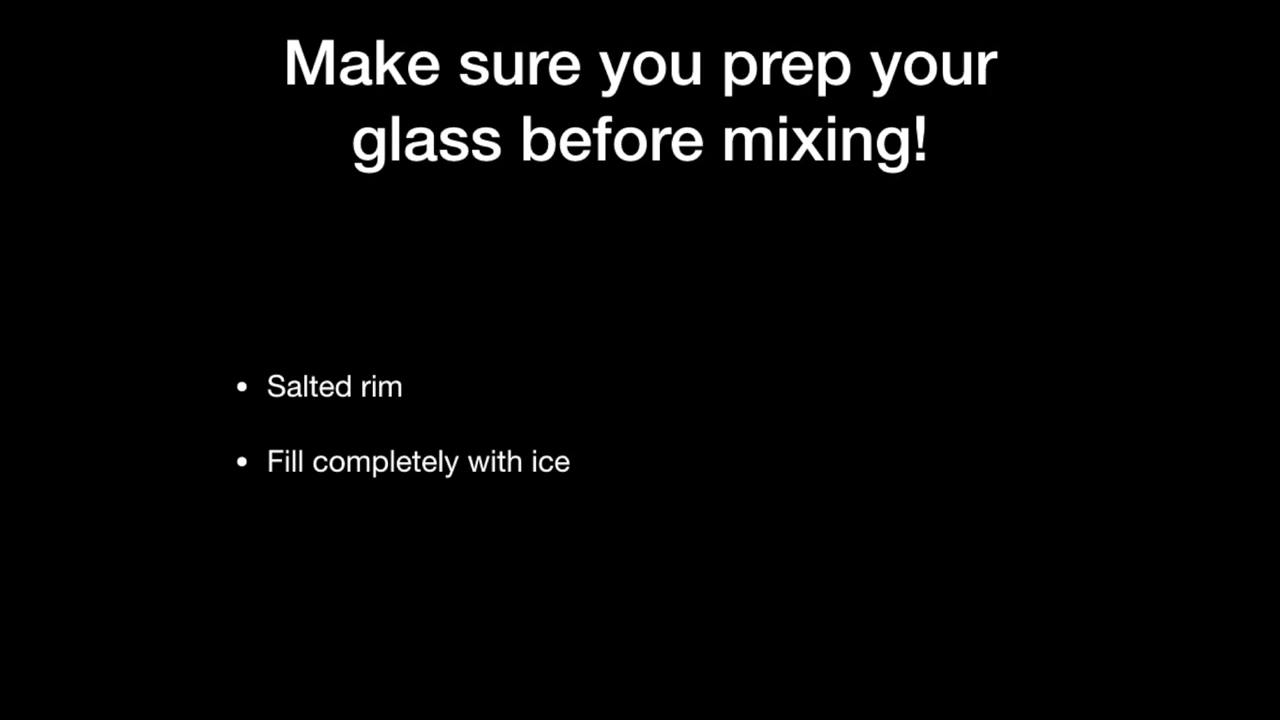 Make sure you prep your
glass before mixing!
• Salted rim
• Fill completely with ice